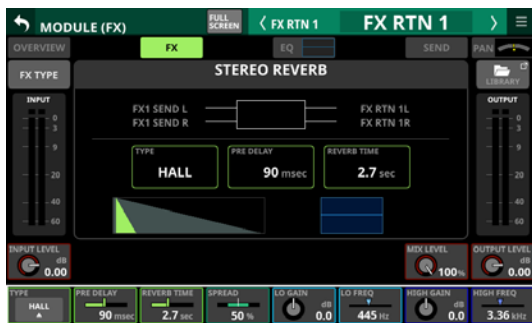 MODULE (FX)
FULL SCREEN
FX RTN 1
FX RTN 1
OVERVIEW
FX
EQ
SEND
PAN
FX TYPE
STEREO REVERB
LIBRARY
INPUT
OUTPUT
FX1 SEND L
FX RTN 1L
FX1 SEND R
FX RTN 1R
0
3
9
20
40
60
0
3
9
20
40
60
TYPE
PRE DELAY
REVERB TIME
HALL
90 msec
2.7 sec
INPUT LEVEL
MIX LEVEL
OUTPUT LEVEL
dB
0.00
100%
dB
0.00
TYPE
PRE DELAY
REVERB TIME
SPREAD
LO GAIN
LO FREQ
HIGH GAIN
HIGH FREQ
HALL
90 msec
2.7 sec
50 %
dB
0.0
445 Hz
dB
0.0
3.36 kHz